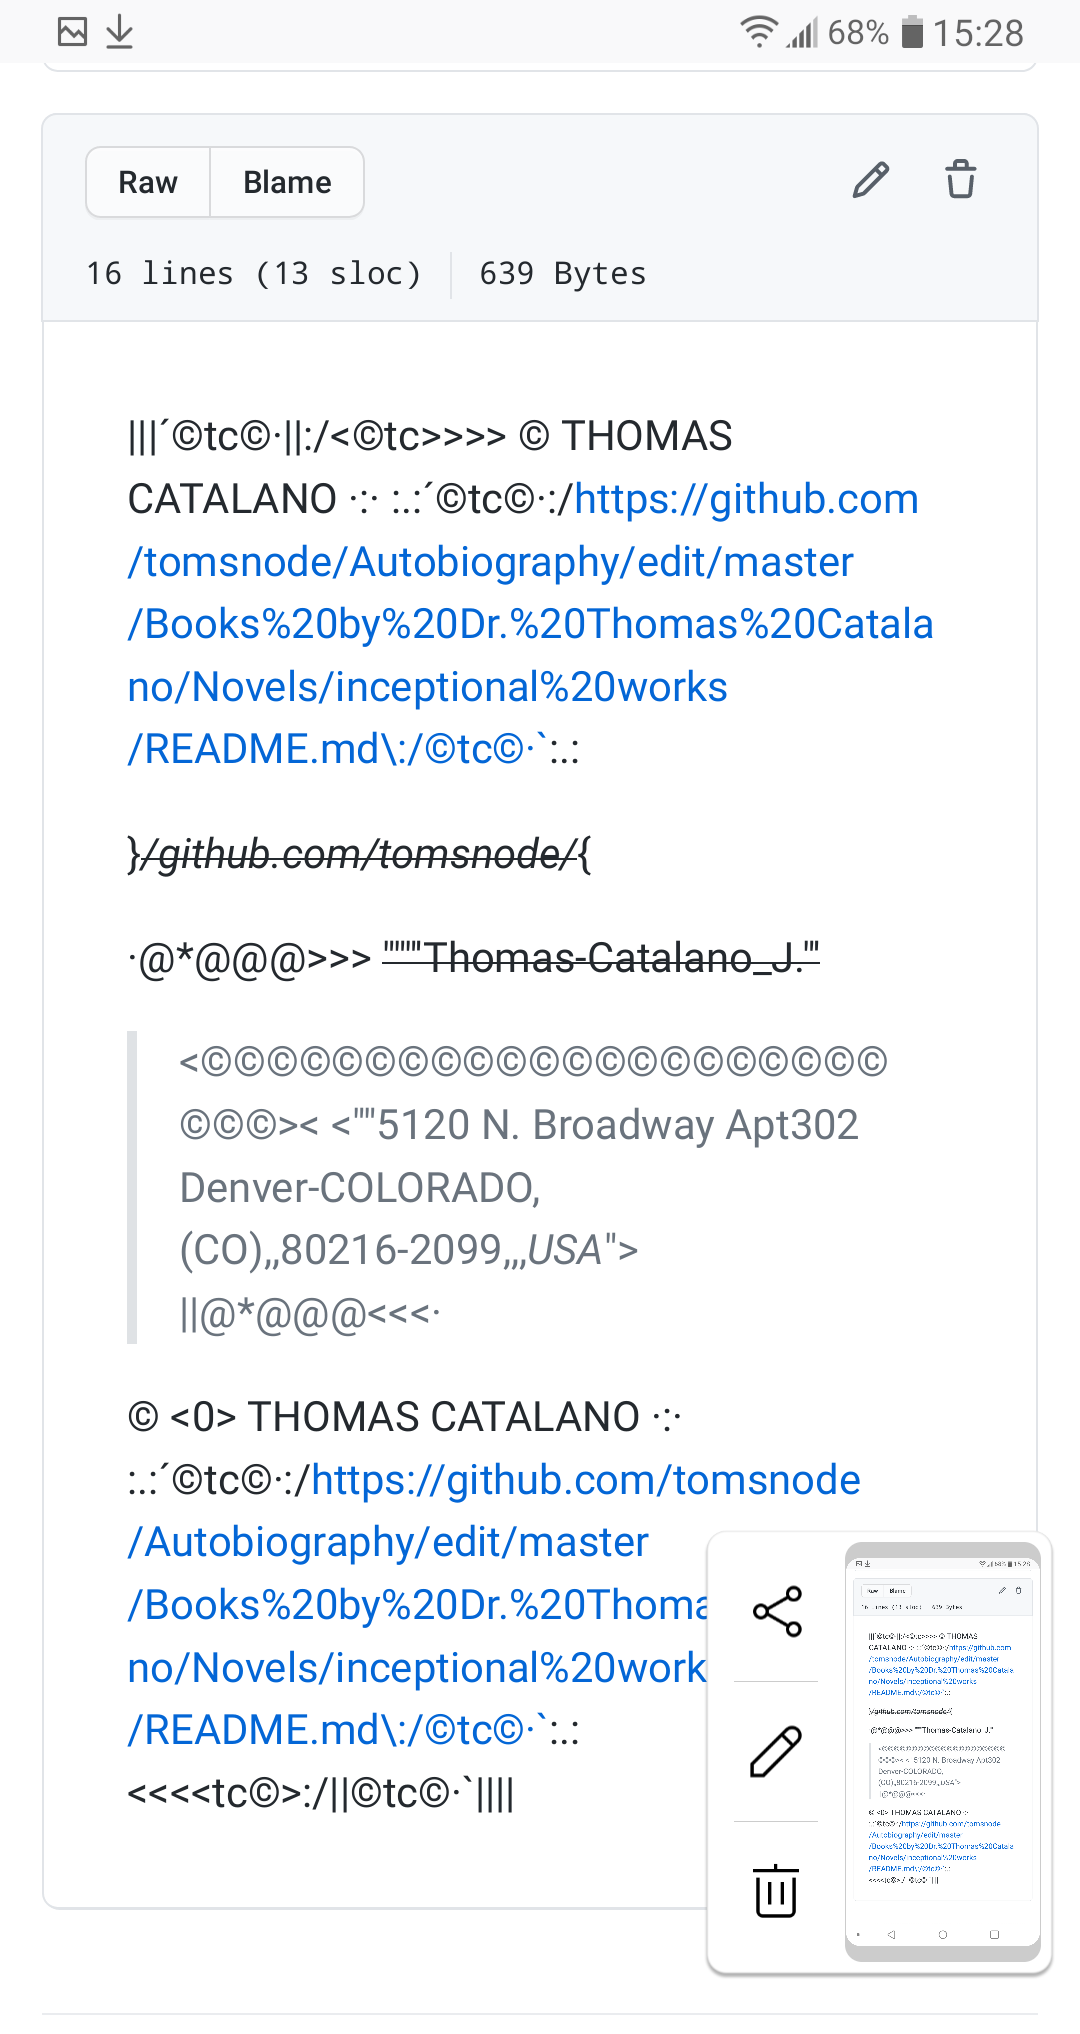 68% 15:28
Raw Blame
16 lines (13 sloc) 639 Bytes
|||´©tc©·||:/<©tc>>>> © THOMAS
CATALANO ·:· :.:´©tc©·:/https://github.com
/tomsnode/Autobiography/edit/master
/Books%20by%20Dr.%20Thomas%20Catala
no/Novels/inceptional%20works
/README.md\:/©tc©·`:.:
}/github.com/tomsnode/{
·@*@@@>>> """"'Thomas-Catalano_J."'
<©©©©©©©©©©©©©©©©©©©©©
©©©>< <""5120 N. Broadway Apt302
Denver-COLORADO,
(CO),,80216-2099,,,USA">
||@*@@@<<<·
© <0> THOMAS CATALANO ·:·
:.:´©tc©·:/https://github.com/tomsnode
/Autobiography/edit/master
/Books%20by%20Dr.%20Thoma
no/Novels/inceptional%20work
/README.md\:/©tc©·`:.:
<<<<tc©>:/||©tc©·`||||